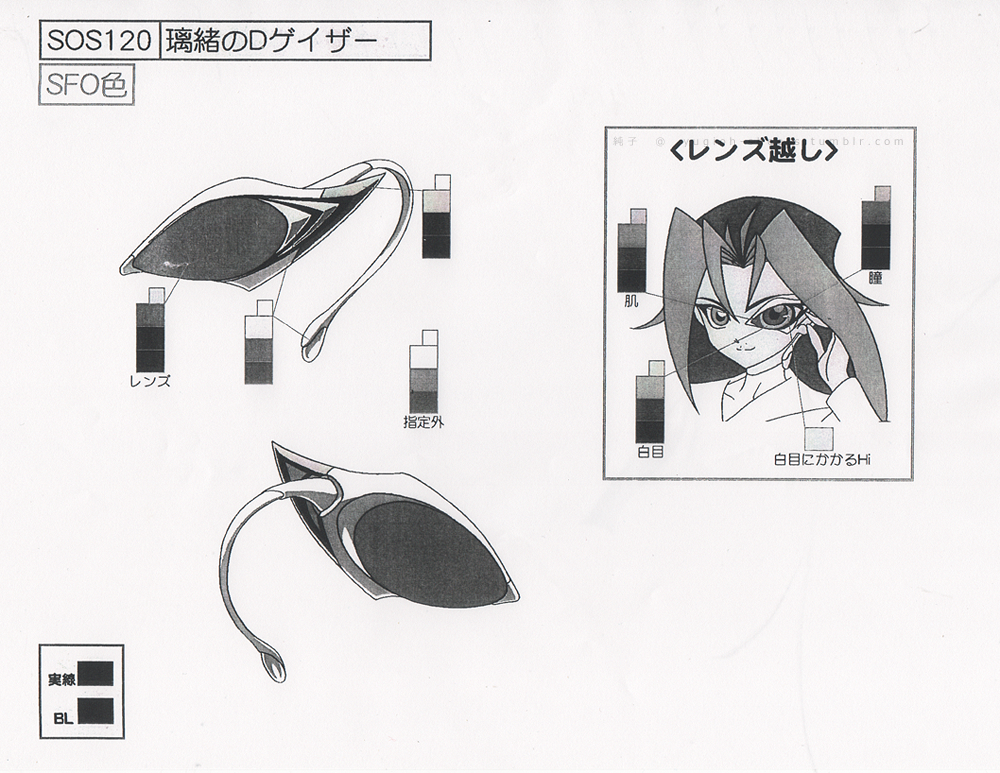 SOS120 璃緒のDゲイザー
SFO色
<レンズ越し>
肌
瞳
レンズ
指定外
白目
白目にかかるHi
実線
BL